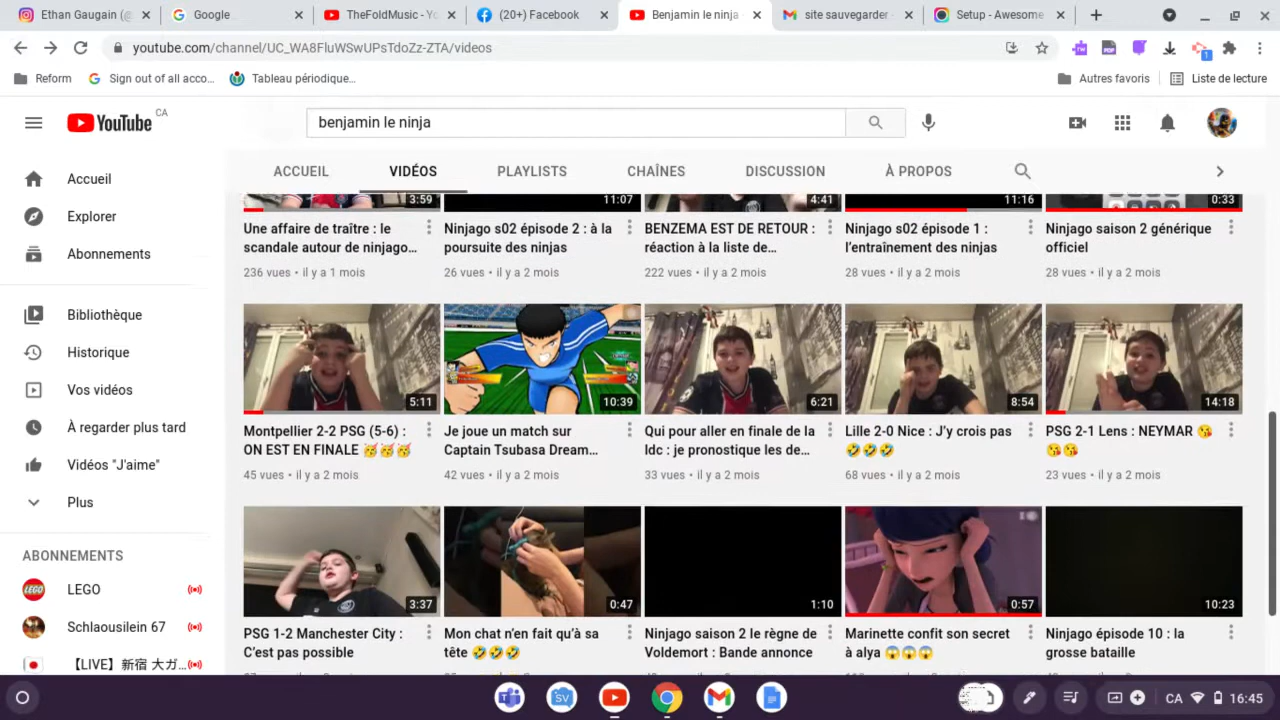 Ethan Gaugain (@
Google
TheFoldMusic - Yo
(20+) Facebook
Benjamin le ninja
site sauvegarder
Setup - Awesome
youtube.com/channel/UC_WA8FluWSwUPsTdoZz-ZTA/videos
1
Reform
Sign out of all acco...
Tableau périodique...
Autres favoris
Liste de lecture
YouTube
CA
benjamin le ninja
ACCUEIL
VIDÉOS
PLAYLISTS
CHAÎNES
DISCUSSION
À PROPOS
Accueil
Explorer
Abonnements
Bibliothèque
Historique
Vos vidéos
À regarder plus tard
Vidéos "J'aime"
Plus
ABONNEMENTS
LEGO
Schlaousilein 67
【LIVE】新宿 大ガ...
3:59
11:07
4:41
11:16
0:33
Une affaire de traître : le
scandale autour de ninjago...
236 vues • il y a 1 mois
Ninjago s02 épisode 2 : à la
poursuite des ninjas
26 vues • il y a 2 mois
BENZEMA EST DE RETOUR :
réaction à la liste de...
222 vues • il y a 2 mois
Ninjago s02 épisode 1 :
l'entraînement des ninjas
28 vues • il y a 2 mois
Ninjago saison 2 générique
officiel
28 vues • il y a 2 mois
5:11
10:39
6:21
8:54
14:18
Montpellier 2-2 PSG (5-6) :
ON EST EN FINALE 🥳🥳🥳
45 vues • il y a 2 mois
Je joue un match sur
Captain Tsubasa Dream...
42 vues • il y a 2 mois
Qui pour aller en finale de la
ldc : je pronostique les de...
33 vues • il y a 2 mois
Lille 2-0 Nice : J'y crois pas
🤣🤣🤣
68 vues • il y a 2 mois
PSG 2-1 Lens : NEYMAR 😘
😘😘
23 vues • il y a 2 mois
3:37
0:47
1:10
0:57
10:23
PSG 1-2 Manchester City :
C'est pas possible
Mon chat n'en fait qu'à sa
tête 🤣🤣🤣
Ninjago saison 2 le règne de
Voldemort : Bande annonce
Marinette confit son secret
à alya 😱😱😱
Ninjago épisode 10 : la
grosse bataille
SV
CA
16:45